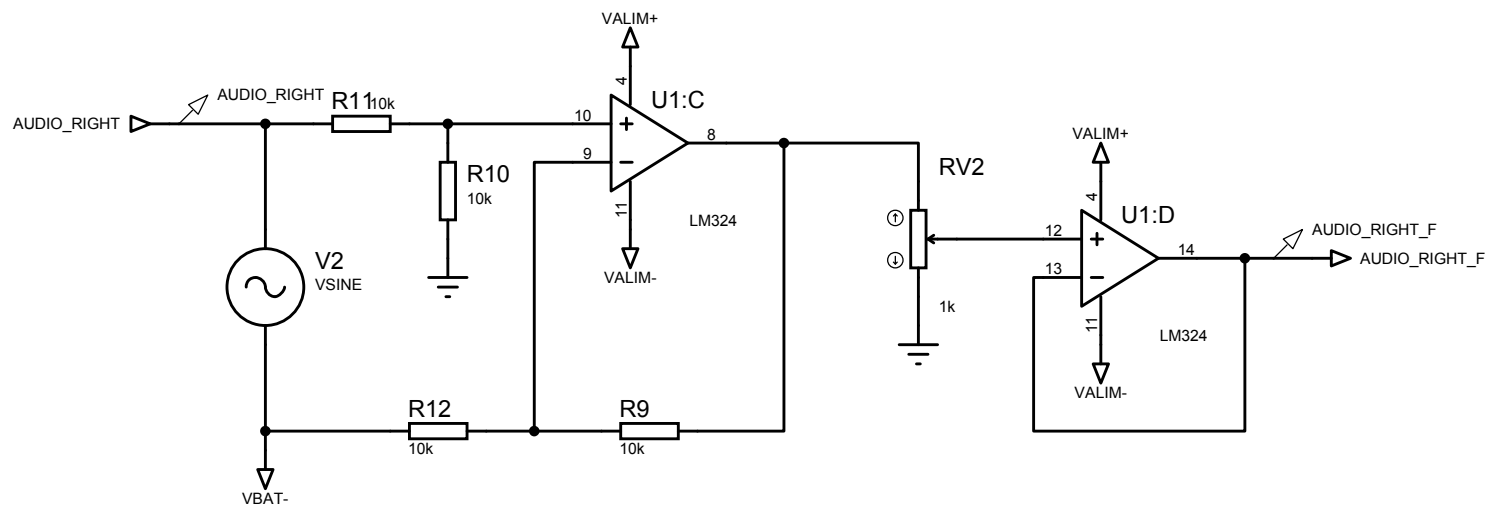 VALIM+
4
AUDIO_RIGHT
AUDIO_RIGHT
R11
10k
10
U1:C
8
9
R10
10k
11
LM324
VALIM-
RV2
1k
VALIM+
4
U1:D
12
13
14
11
LM324
VALIM-
AUDIO_RIGHT_F
AUDIO_RIGHT_F
V2
VSINE
R12
10k
R9
10k
VBAT-